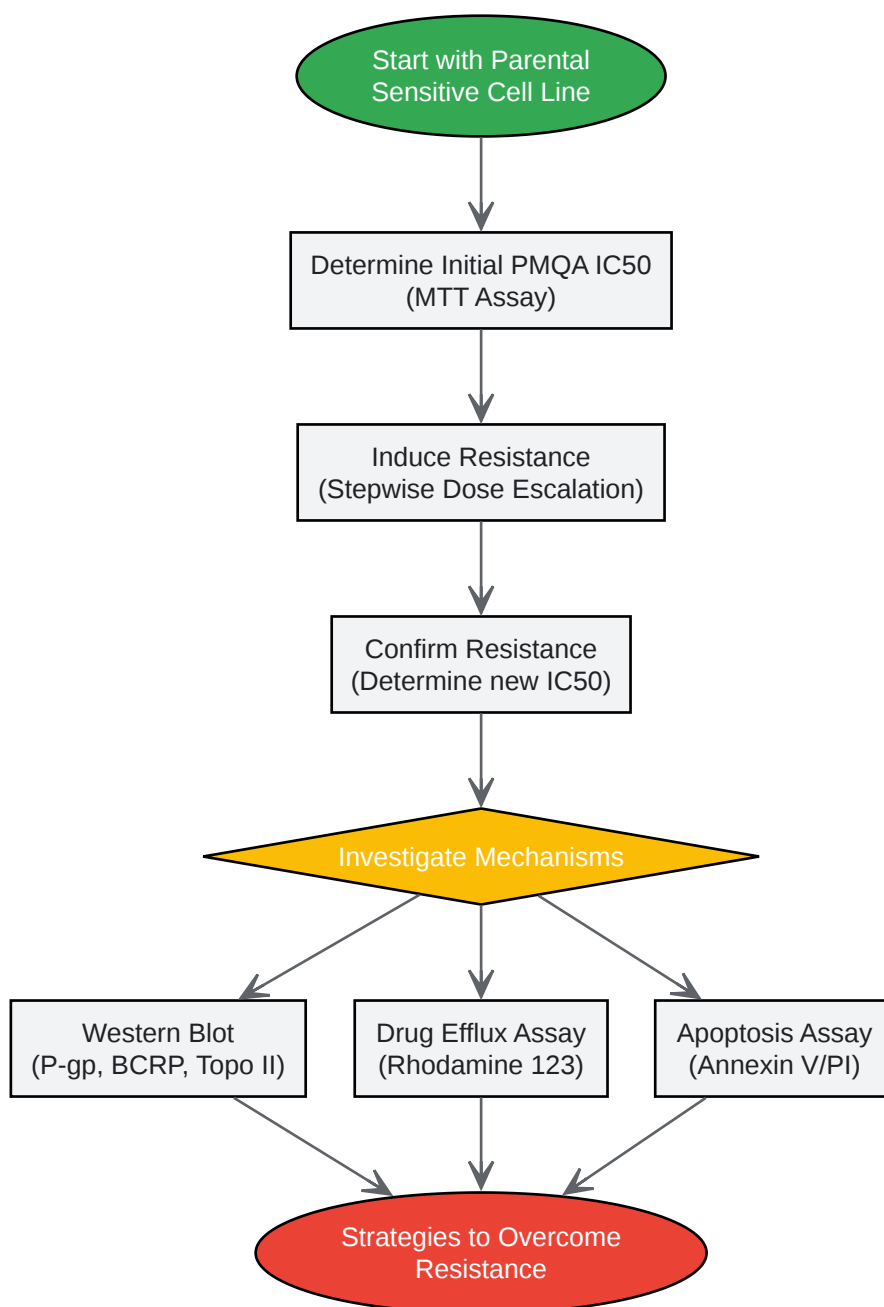 Start with Parental
Sensitive Cell Line
Determine Initial PMQA IC50
(MTT Assay)
Induce Resistance
(Stepwise Dose Escalation)
Confirm Resistance
(Determine new IC50)
Investigate Mechanisms
Western Blot
(P-gp, BCRP, Topo II)
Drug Efflux Assay
(Rhodamine 123)
Apoptosis Assay
(Annexin V/PI)
Strategies to Overcome
Resistance